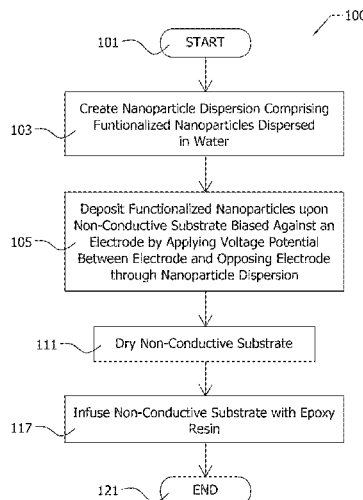 100
101
START
103
Create Nanoparticle Dispersion Comprising
Funtionalized Nanoparticles Dispersed
in Water
105
Deposit Functionalized Nanoparticles upon
Non-Conductive Substrate Biased Against an
Electrode by Applying Voltage Potential
Between Electrode and Opposing Electrode
through Nanoparticle Dispersion
111
Dry Non-Conductive Substrate
117
Infuse Non-Conductive Substrate with Epoxy
Resin
121
END